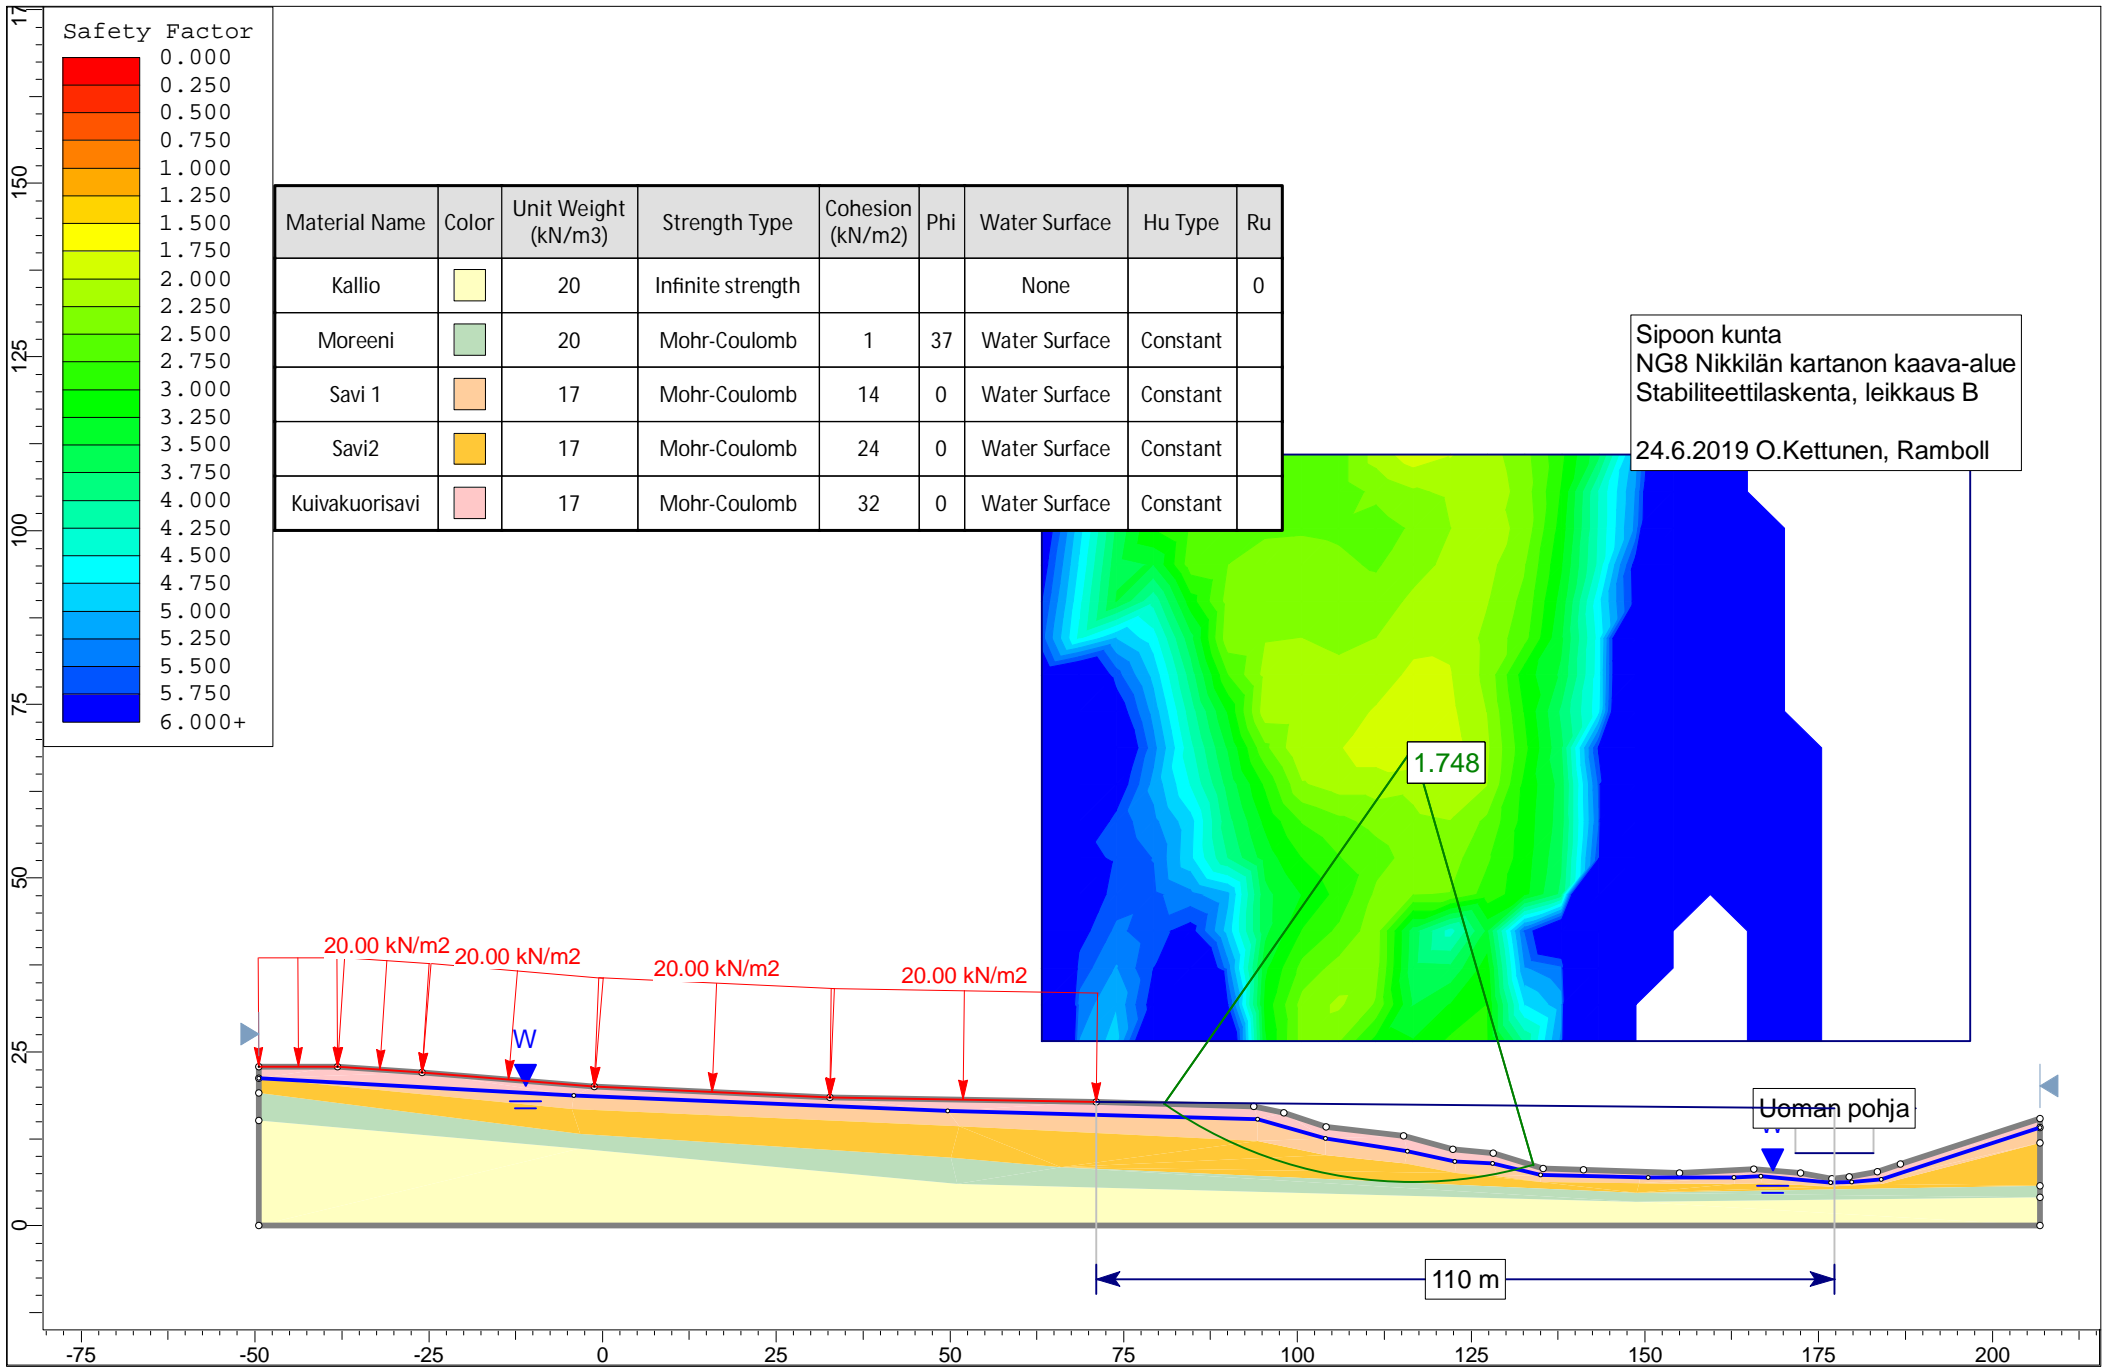 Safety Factor
0.000
0.250
0.500
0.750
1.000
1.250
1.500
1.750
2.000
2.250
2.500
2.750
3.000
3.250
3.500
3.750
4.000
4.250
4.500
4.750
5.000
5.250
5.500
5.750
6.000+
Material Name Color Unit Weight (kN/m3) Strength Type Cohesion (kN/m2) Phi Water Surface Hu Type Ru
Kallio 20 Infinite strength None 0
Moreeni 20 Mohr-Coulomb 1 37 Water Surface Constant
Savi 1 17 Mohr-Coulomb 14 0 Water Surface Constant
Savi2 17 Mohr-Coulomb 24 0 Water Surface Constant
Kuivakuorisavi 17 Mohr-Coulomb 32 0 Water Surface Constant
Sipoon kunta
NG8 Nikkilän kartanon kaava-alue
Stabiliteettilaskenta, leikkaus B
24.6.2019 O.Kettunen, Ramboll
1.748
20.00 kN/m2
20.00 kN/m2
20.00 kN/m2
20.00 kN/m2
W
Uoman pohja
W
110 m
17
150
125
100
75
50
25
0
-75 -50 -25 0 25 50 75 100 125 150 175 200